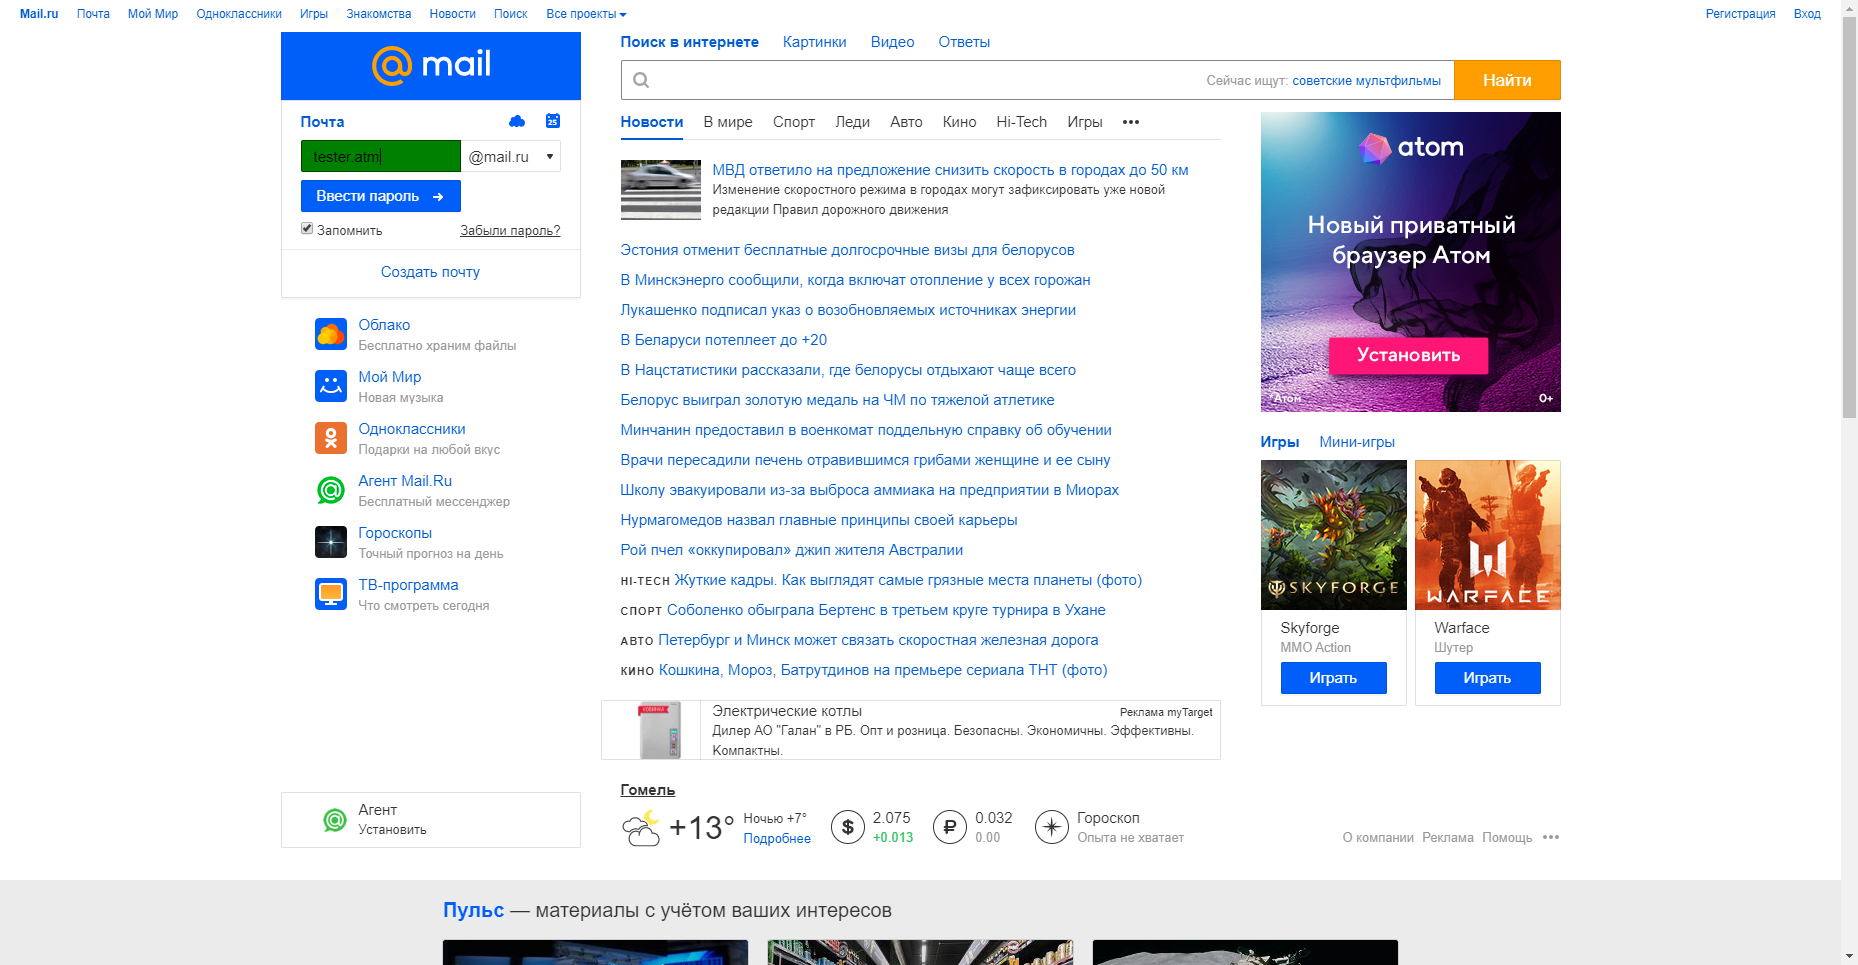 Mail.ru Почта Мой Мир Одноклассники Игры Знакомства Новости Поиск Все проекты
Регистрация Вход
mail
Почта
25
tester.atm @mail.ru
Ввести пароль →
Запомнить Забыли пароль?
Создать почту
Облако
Бесплатно храним файлы
Мой Мир
Новая музыка
Одноклассники
Подарки на любой вкус
Агент Mail.Ru
Бесплатный мессенджер
Гороскопы
Точный прогноз на день
ТВ-программа
Что смотреть сегодня
Агент
Установить
Поиск в интернете Картинки Видео Ответы
Сейчас ищут: советские мультфильмы Найти
Новости В мире Спорт Леди Авто Кино Hi-Tech Игры •••
МВД ответило на предложение снизить скорость в городах до 50 км
Изменение скоростного режима в городах могут зафиксировать уже новой
редакции Правил дорожного движения
Эстония отменит бесплатные долгосрочные визы для белорусов
В Минскэнерго сообщили, когда включат отопление у всех горожан
Лукашенко подписал указ о возобновляемых источниках энергии
В Беларуси потеплеет до +20
В Нацстатистики рассказали, где белорусы отдыхают чаще всего
Белорус выиграл золотую медаль на ЧМ по тяжелой атлетике
Минчанин предоставил в военкомат поддельную справку об обучении
Врачи пересадили печень отравившимся грибами женщине и ее сыну
Школу эвакуировали из-за выброса аммиака на предприятии в Миорах
Нурмагомедов назвал главные принципы своей карьеры
Рой пчел «оккупировал» джип жителя Австралии
HI-TECH Жуткие кадры. Как выглядят самые грязные места планеты (фото)
СПОРТ Соболенко обыграла Бертенс в третьем круге турнира в Ухане
АВТО Петербург и Минск может связать скоростная железная дорога
КИНО Кошкина, Мороз, Батрутдинов на премьере сериала ТНТ (фото)
НОВИНКА
Электрические котлы Реклама myTarget
Дилер АО "Галан" в РБ. Опт и розница. Безопасны. Экономичны. Эффективны.
Компактны.
Гомель
+13° Ночью +7° Подробнее
$ 2.075 +0.013
₽ 0.032 0.00
Гороскоп
Опыта не хватает
atom
Новый приватный
браузер Атом
Установить
*Атом 0+
Игры Мини-игры
SKYFORGE
WARFACE
Skyforge
MMO Action
Играть
Warface
Шутер
Играть
О компании Реклама Помощь •••
Пульс — материалы с учётом ваших интересов